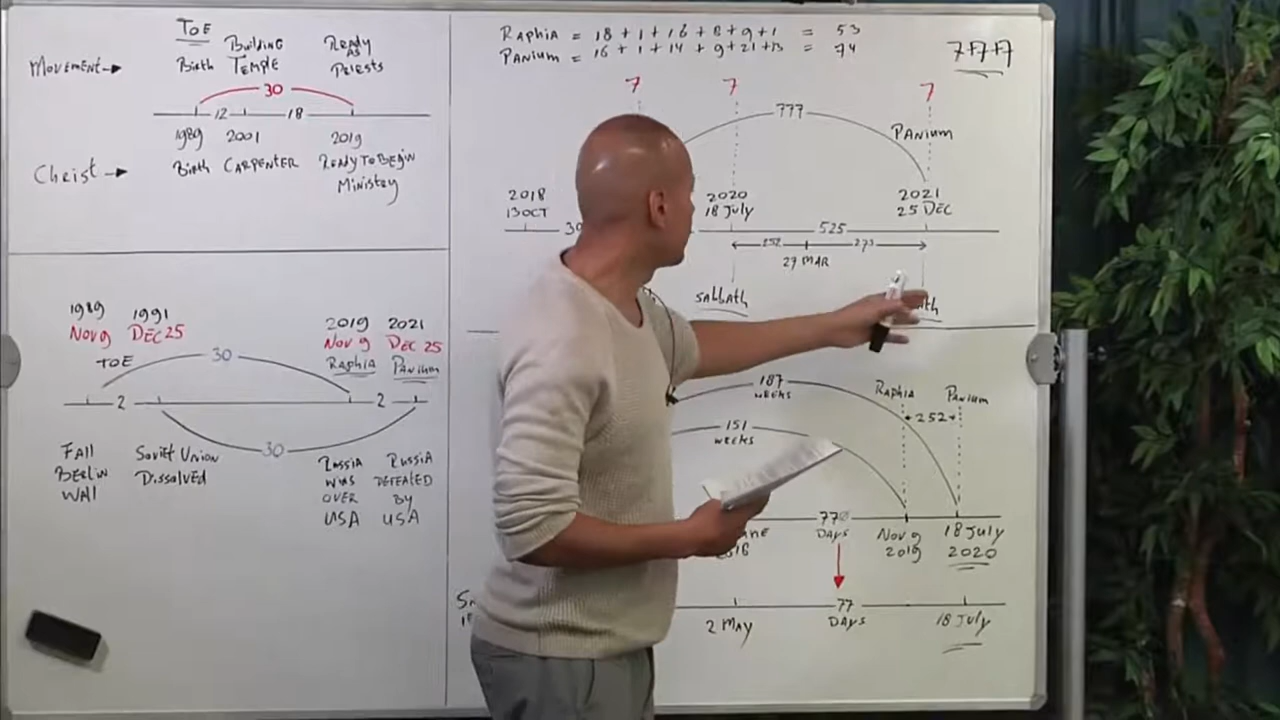 ToE
Movement
Birth
Building
Temple
Ready
As
Priests
30
12
18
1989
2001
2019
Christ
Birth
Carpenter
Ready To Begin
Ministry
1989
Nov 9
1991
Dec 25
ToE
30
2019
Nov 9
Raphia
2021
Dec 25
Panium
2
2
30
Fall
Berlin
Wall
Soviet Union
Dissolved
Russia
was
over
USA
Russia
Defeated
By
USA
Raphia = 18 + 1 + 16 + 8 + 9 + 1 = 53
Panium = 16 + 1 + 14 + 9 + 21 + 13 = 74
7+7+7
7
7
7
777
Panium
2018
13 Oct
2020
18 July
2021
25 Dec
525
252
273
27 Mar
Sabbath
187
weeks
151
weeks
Raphia
Panium
252
770
Days
Nov 9
2019
18 July
2020
2 May
77
Days
18 July